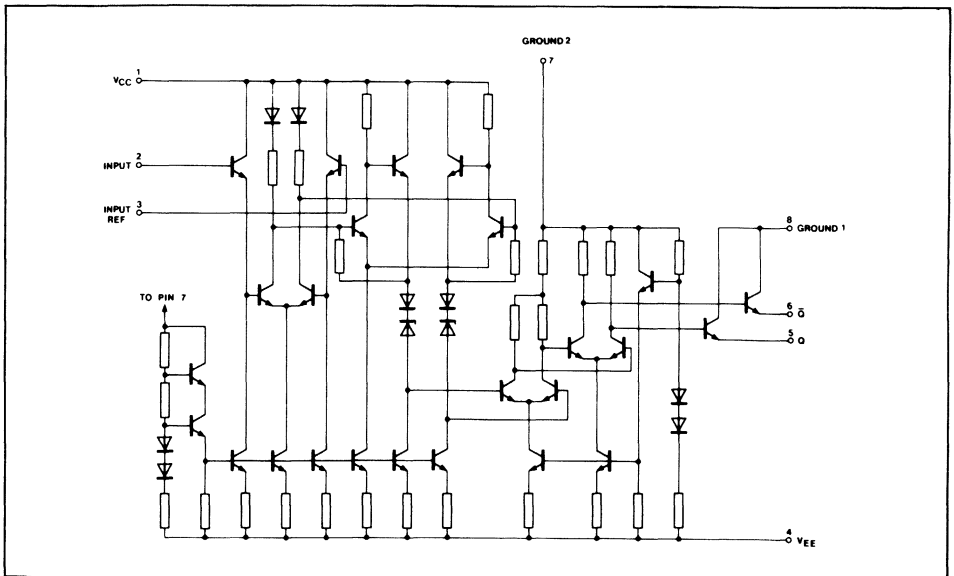 GROUND 2
7
VCC 1
INPUT 2
INPUT REF 3
8 GROUND 1
TO PIN 7
6 Q̄
5 Q
4 VEE